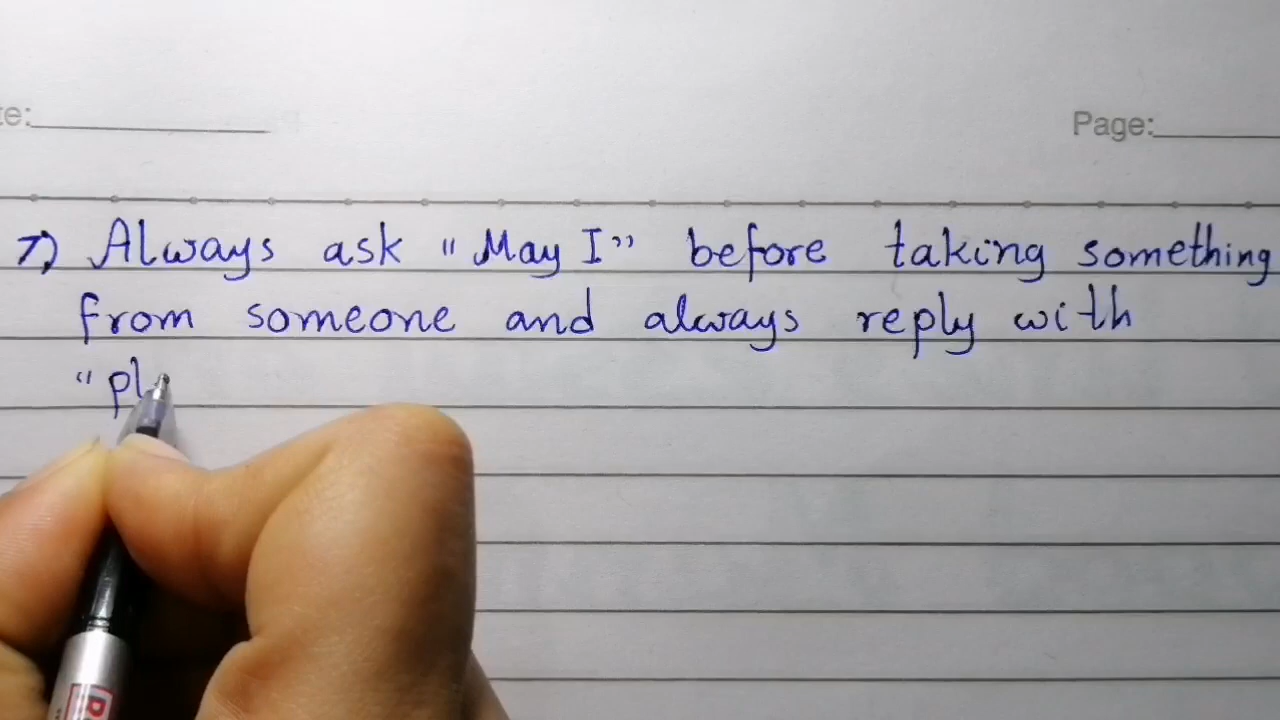 te:
Page:
7) Always ask "May I" before taking something
from someone and always reply with
"pl